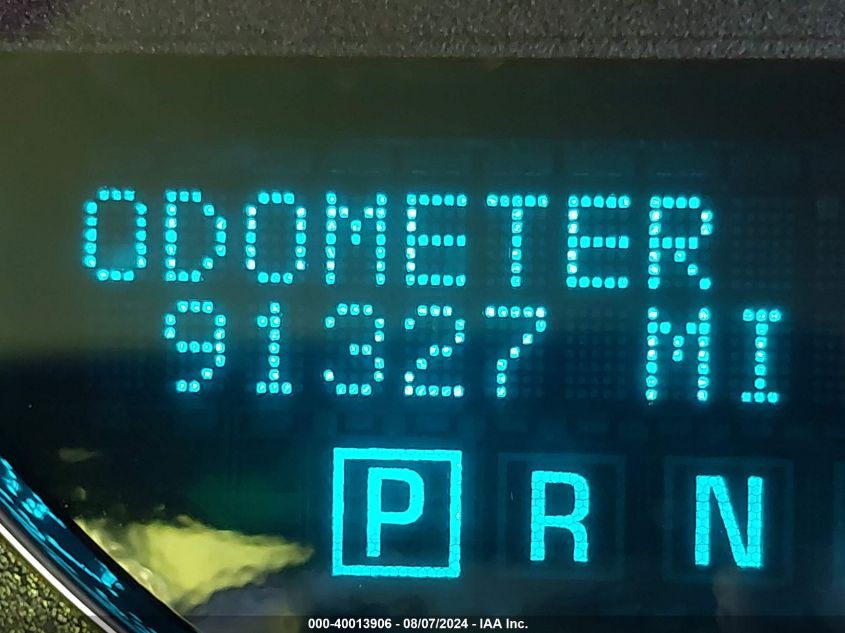 ODOMETER
91327 MI
P R N
000-40013906 - 08/07/2024 - IAA Inc.